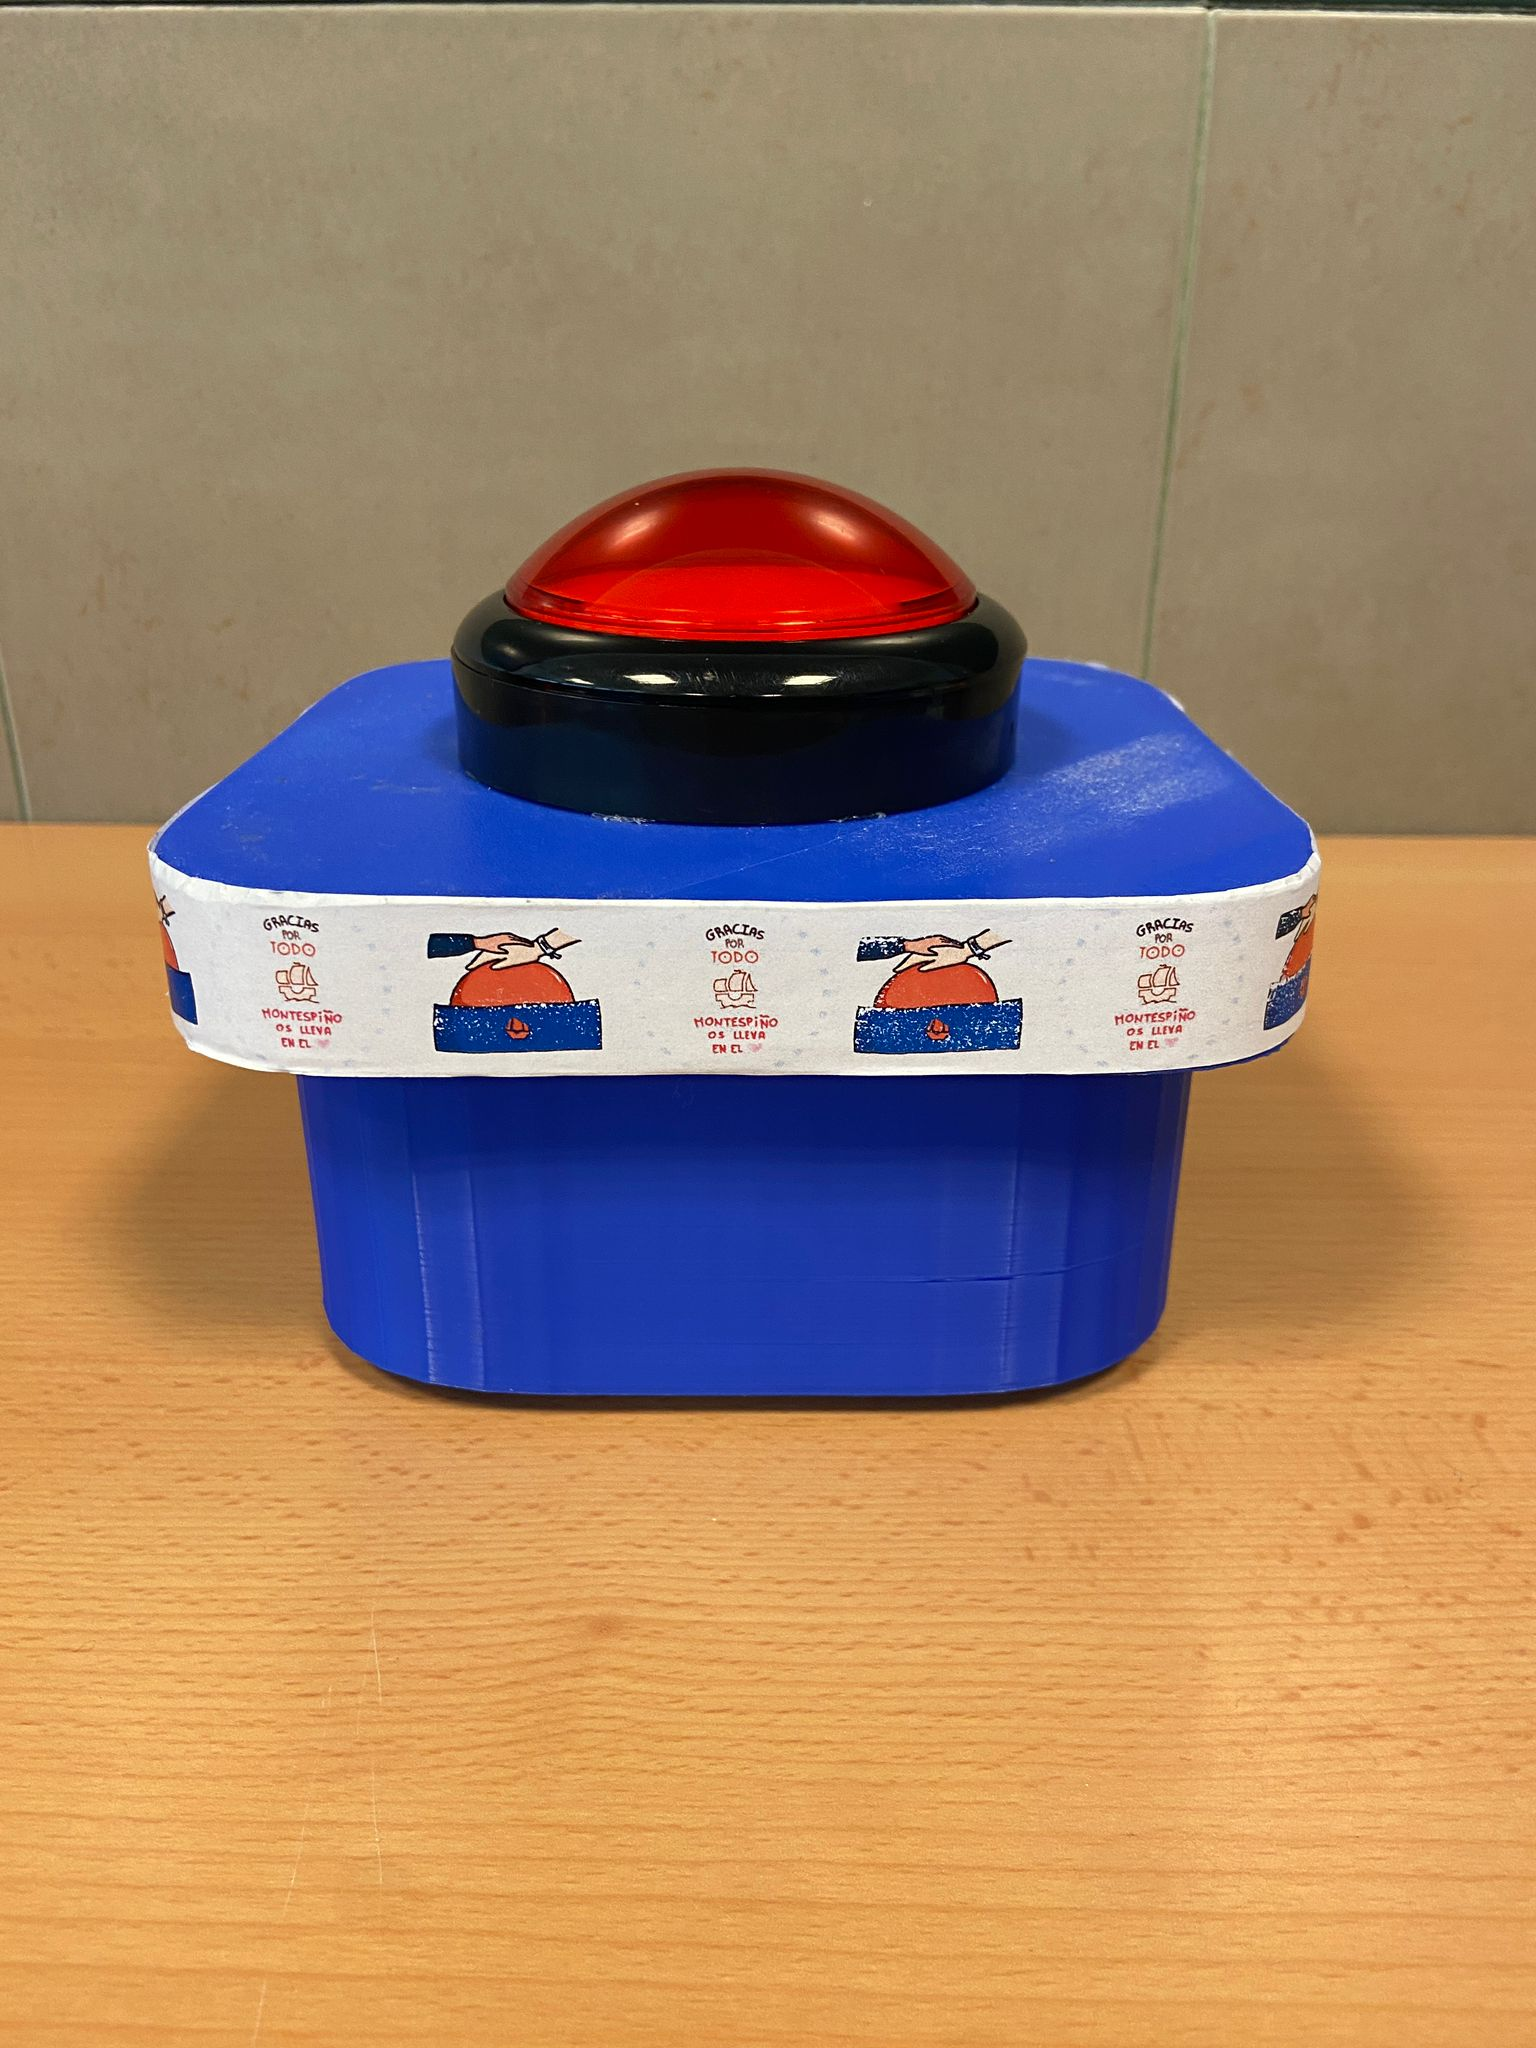 GRACIAS
POR
TODO
MONTESPIÑO
OS LLEVA
EN EL
GRACIAS
POR
TODO
MONTESPIÑO
OS LLEVA
EN EL
GRACIAS
POR
TODO
MONTESPIÑO
OS LLEVA
EN EL